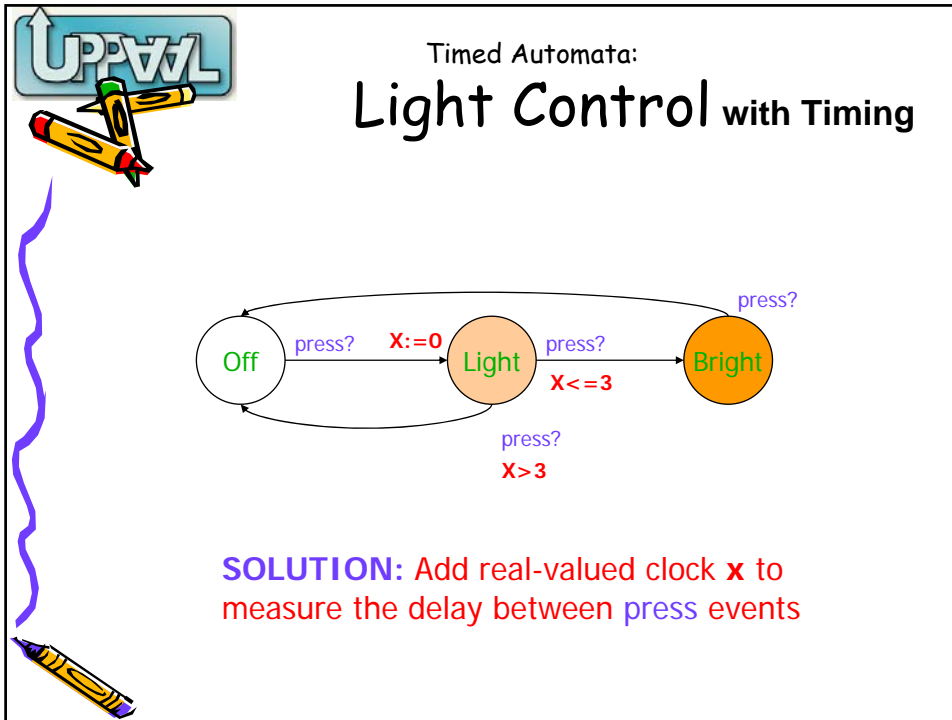 UPPAAL
Timed Automata:
Light Control with Timing
press?
Off
press?
X:=0
Light
press?
X<=3
Bright
press?
X>3
SOLUTION: Add real-valued clock x to
measure the delay between press events